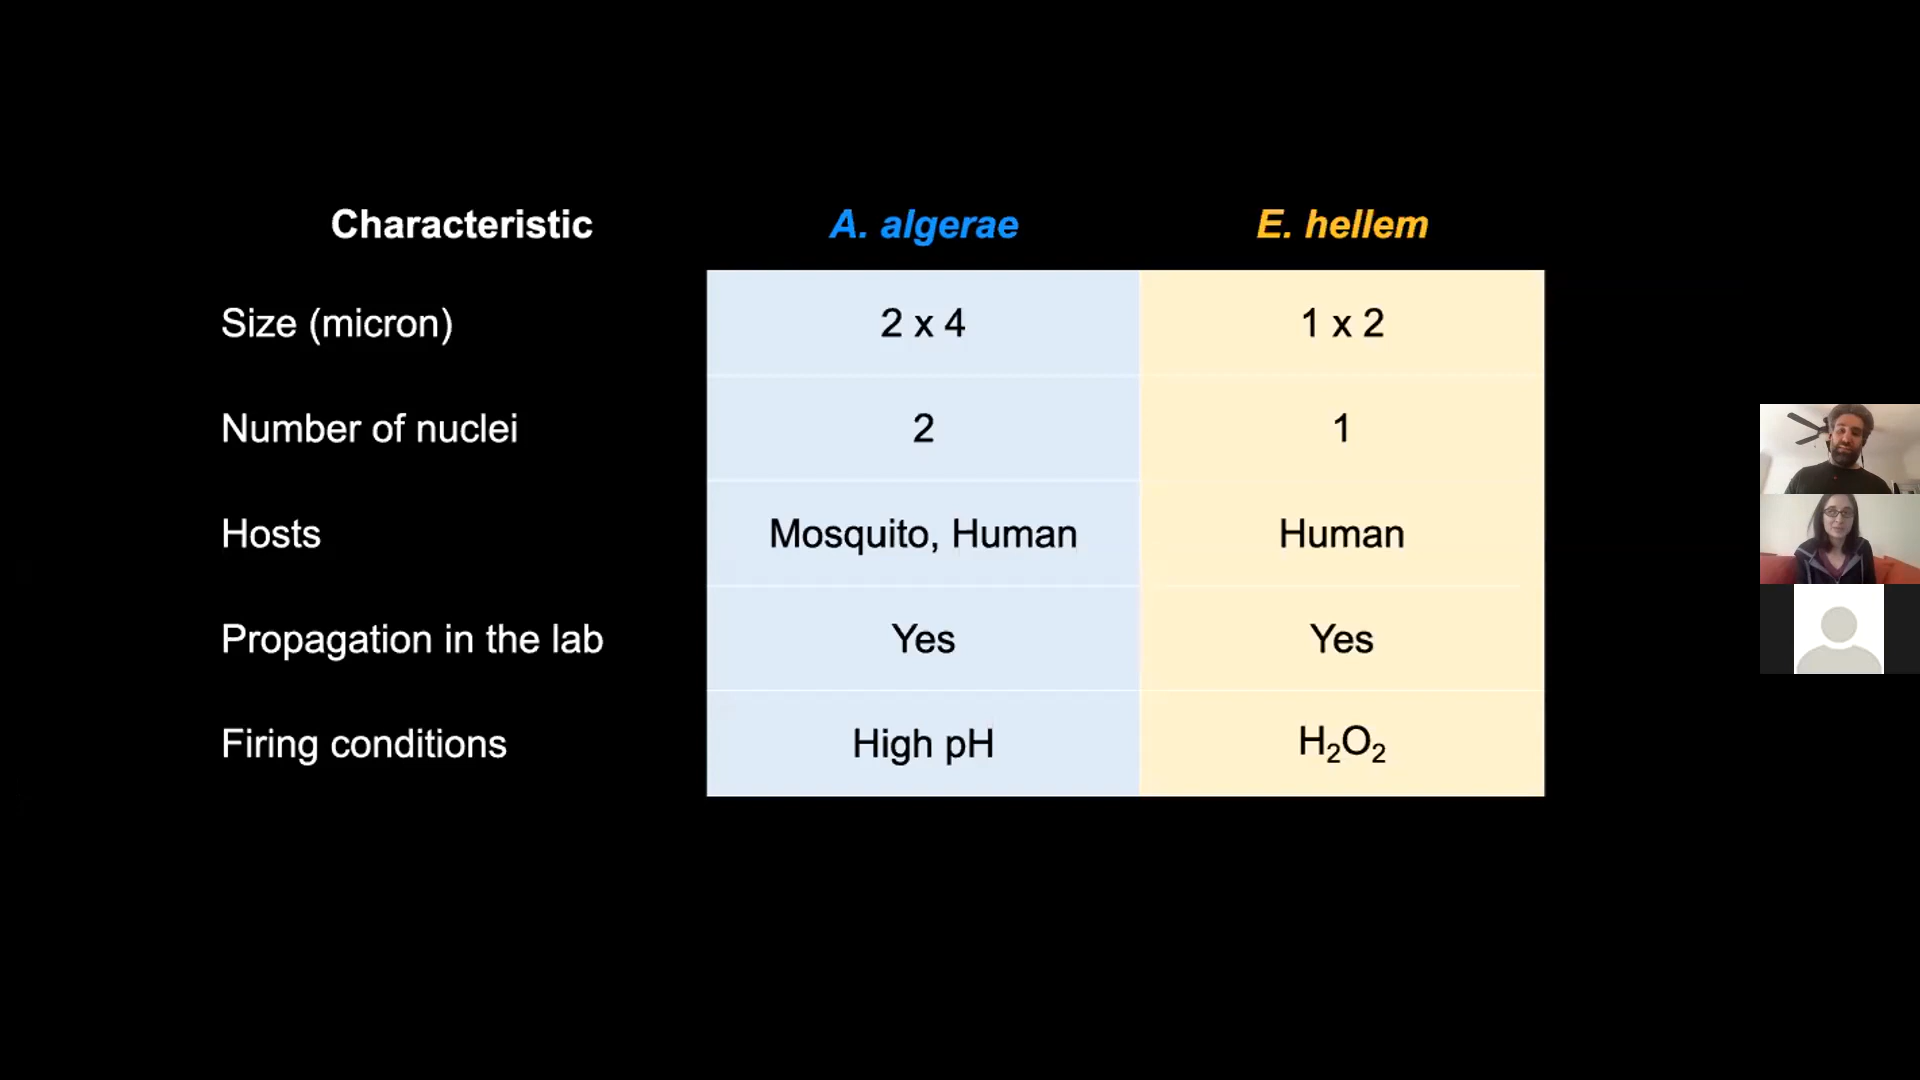 Characteristic A. algerae E. hellem
Size (micron) 2 x 4 1 x 2
Number of nuclei 2 1
Hosts Mosquito, Human Human
Propagation in the lab Yes Yes
Firing conditions High pH H₂O₂